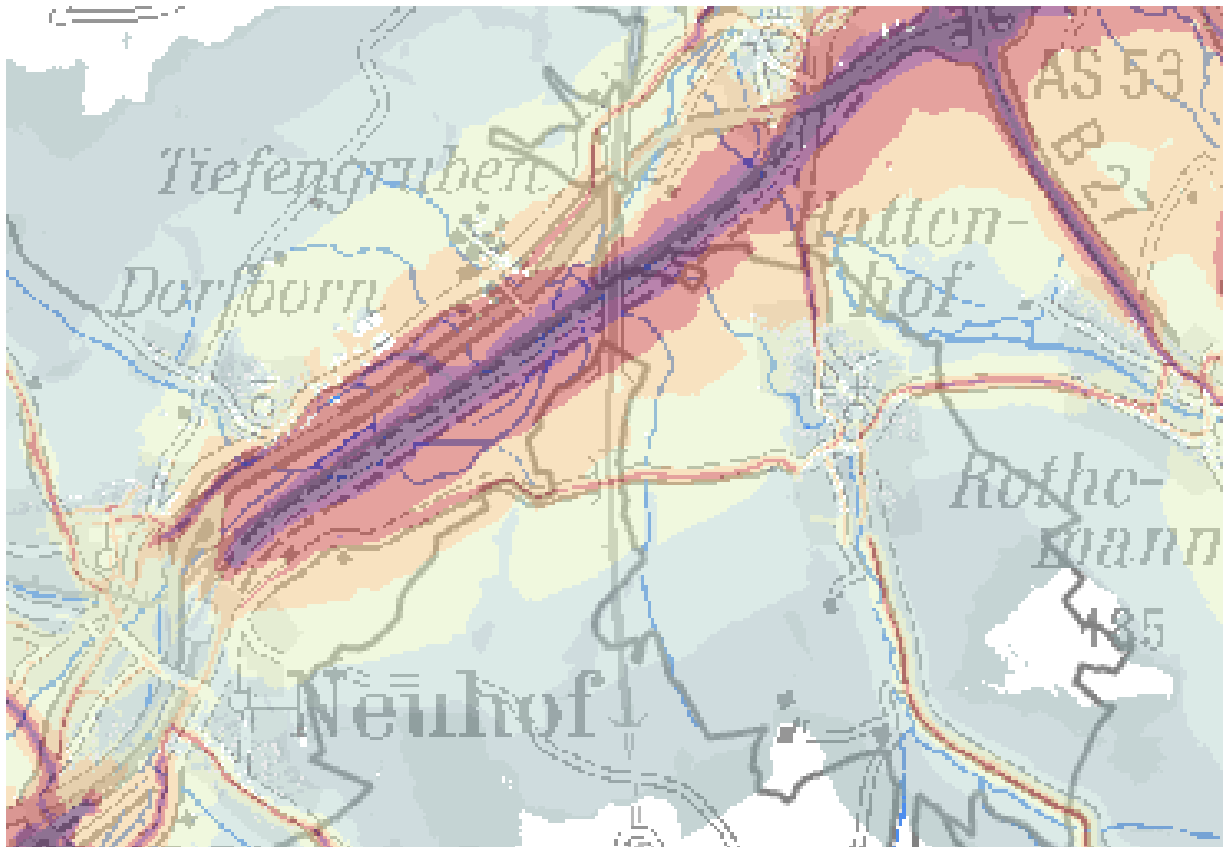 AS 53
B 27
Tiefengruben
Hatten-
hof
Dorfborn
Rothe-
mann
435
Neuhof